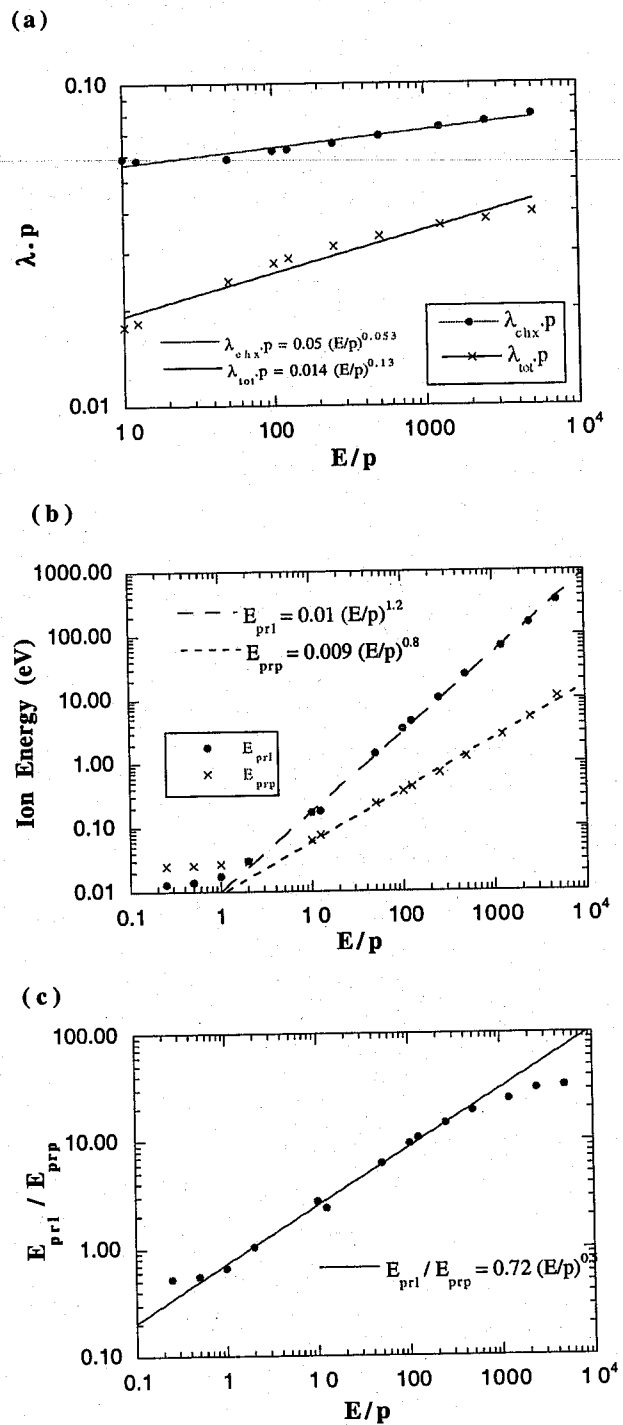 (a)
0.10
λ.p
0.01
λchx.p = 0.05 (E/p)^0.053
λtot.p = 0.014 (E/p)^0.13
λchx.p
λtot.p
10 100 1000 10^4
E/p
(b)
1000.00
100.00
10.00
1.00
0.10
0.01
Ion Energy (eV)
Eprl = 0.01 (E/p)^1.2
Eprp = 0.009 (E/p)^0.8
Eprl
Eprp
0.1 1 10 100 1000 10^4
E/p
(c)
100.00
10.00
1.00
0.10
Eprl / Eprp
Eprl / Eprp = 0.72 (E/p)
0.1 1 10 100 1000 10^4
E/p